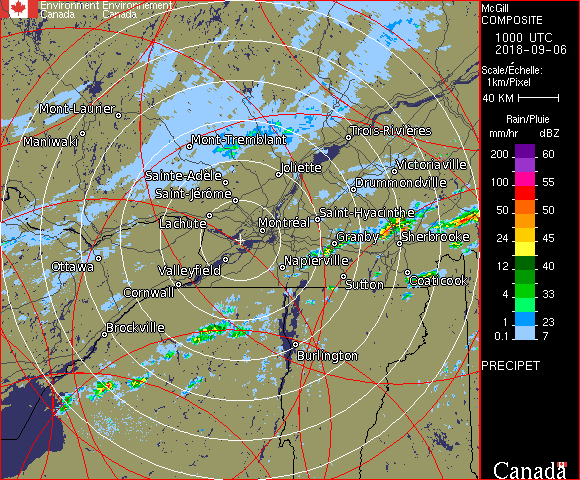 Environment Environnement
Canada Canada
McGill
COMPOSITE
1000 UTC
2018-09-06
Scale/Échelle:
1km/Pixel
40 KM
Rain/Pluie
mm/hr dBZ
200 60
150 55
100 55
50 50
24 45
12 40
4 33
1 23
0.1 7
PRECIPET
Canada
Mont-Laurier
Maniwaki
Mont-Tremblant
Trois-Rivières
Sainte-Adèle
Joliette
Victoriaville
Saint-Jérôme
Drummondville
Lachute
Montréal
Saint-Hyacinthe
Granby
Sherbrooke
Ottawa
Valleyfield
Napierville
Cornwall
Sutton
Coaticook
Brockville
Burlington